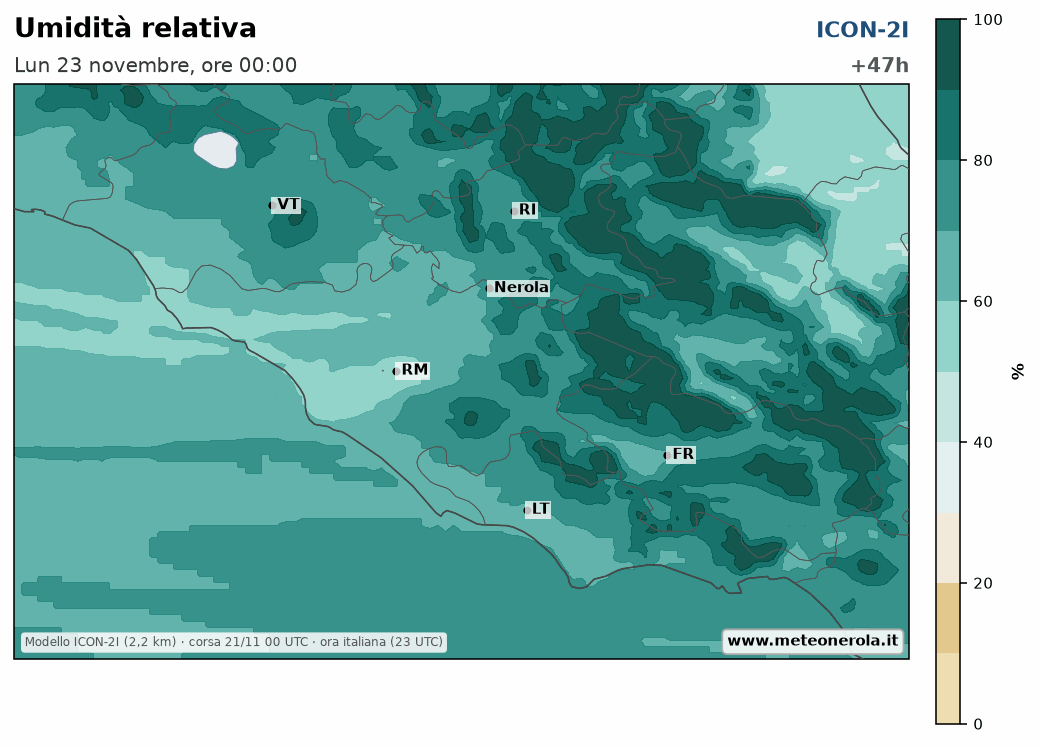 Umidità relativa
ICON-2I
Lun 23 novembre, ore 00:00
+47h
100
80
60
40
20
0
%
VT
RI
Nerola
RM
FR
LT
Modello ICON-2I (2,2 km) · corsa 21/11 00 UTC · ora italiana (23 UTC)
www.meteonerola.it